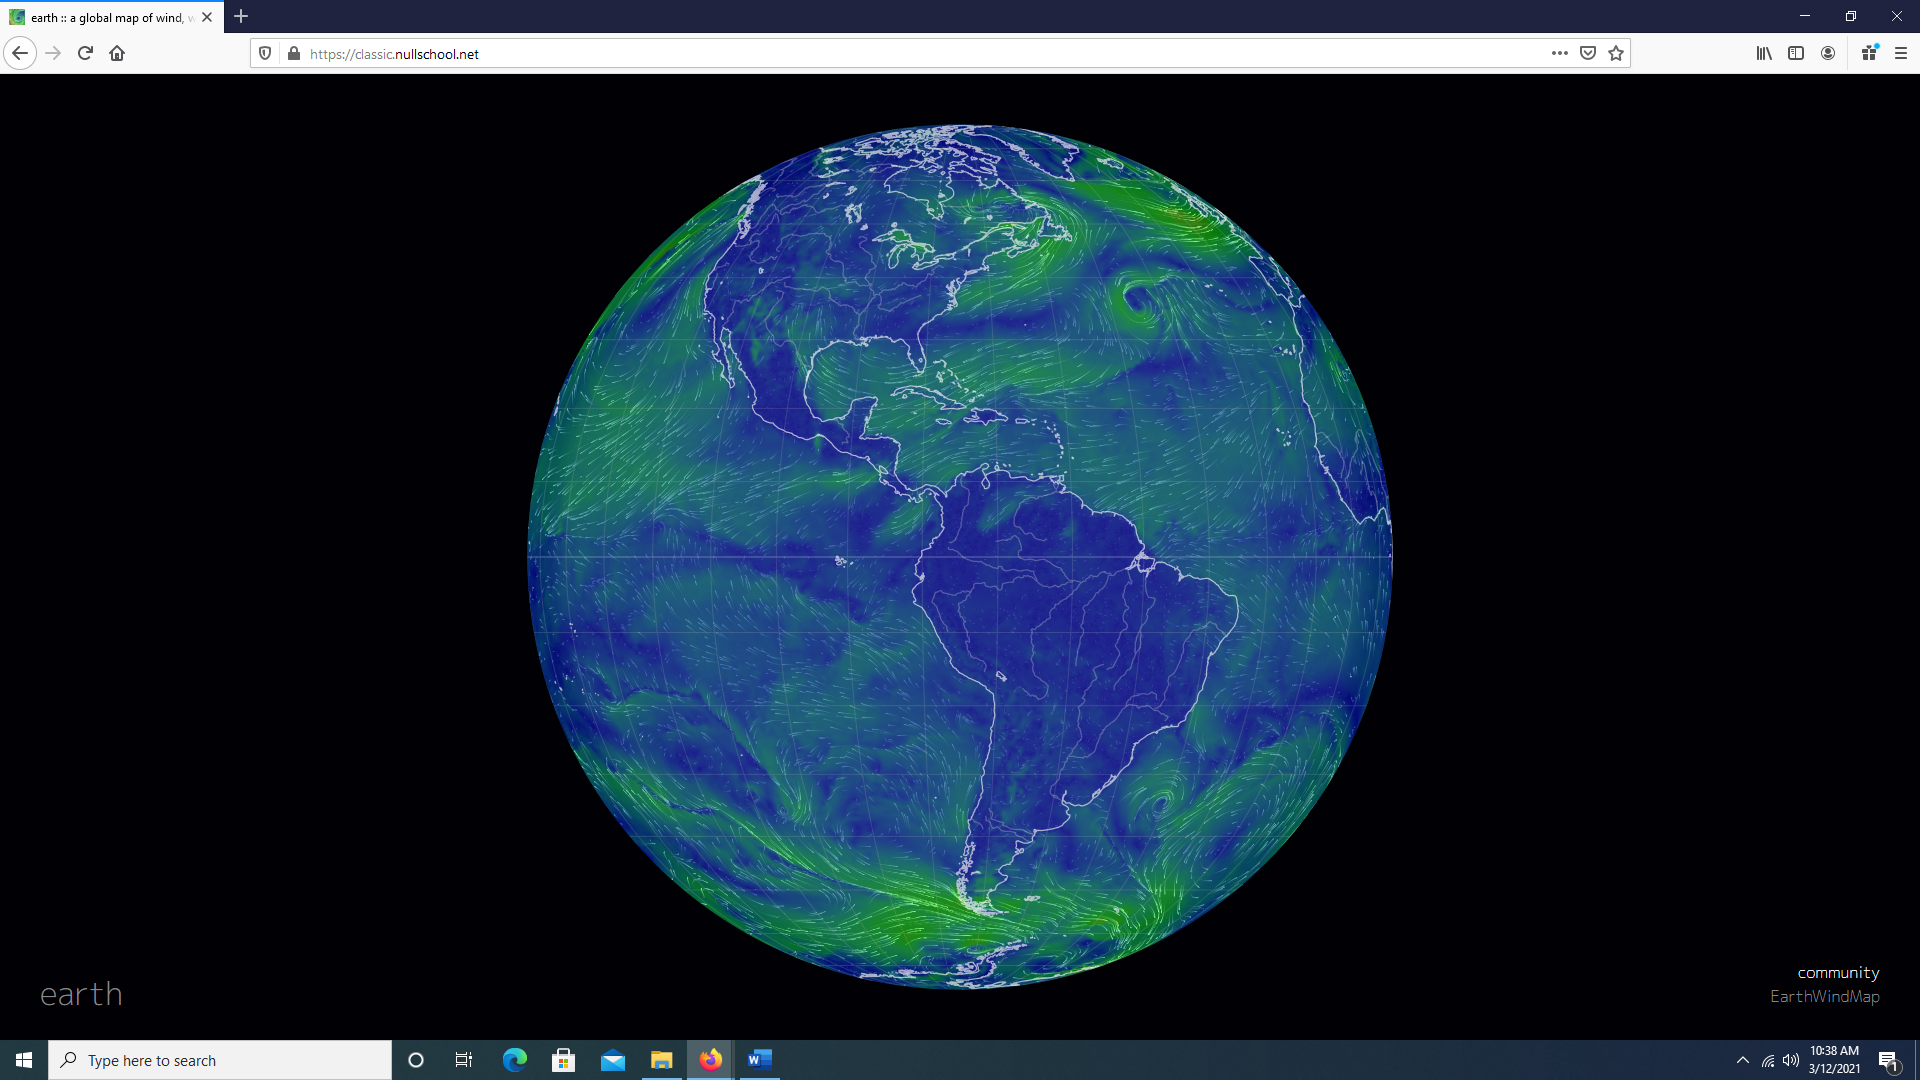 earth :: a global map of wind, w
https://classic.nullschool.net
earth
community
EarthWindMap
Type here to search
W
10:38 AM
3/12/2021
1